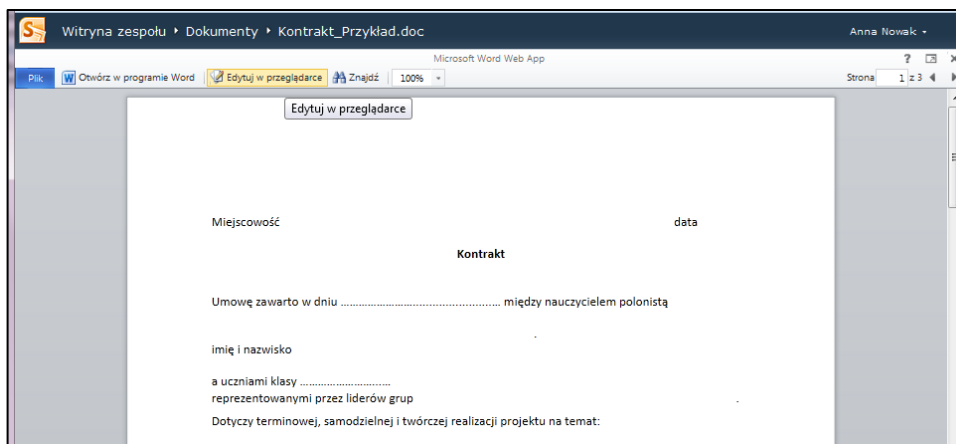 Witryna zespołu ▸ Dokumenty ▸ Kontrakt_Przykład.doc Anna Nowak
Microsoft Word Web App ?
Plik Otwórz w programie Word Edytuj w przeglądarce Znajdź 100% Strona 1 z 3
Edytuj w przeglądarce
Miejscowość data
Kontrakt
Umowę zawarto w dniu ………………………..................…… między nauczycielem polonistą
.
imię i nazwisko
a uczniami klasy ……………………..….
reprezentowanymi przez liderów grup .
Dotyczy terminowej, samodzielnej i twórczej realizacji projektu na temat: